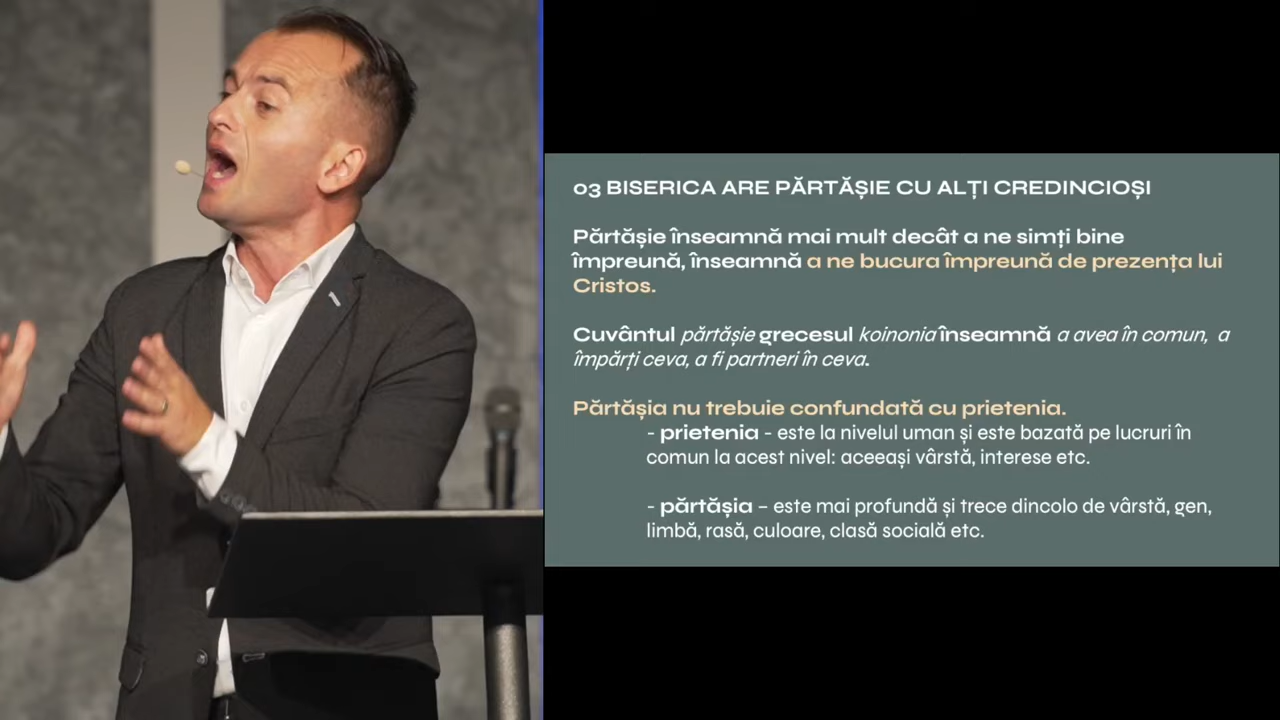 03 BISERICA ARE PĂRTĂȘIE CU ALȚI CREDINCIOȘI
Părtășie înseamnă mai mult decât a ne simți bine
împreună, înseamnă a ne bucura împreună de prezența lui
Cristos.
Cuvântul părtășie grecesul koinonia înseamnă a avea în comun, a
împărți ceva, a fi partneri în ceva.
Părtășia nu trebuie confundată cu prietenia.
- prietenia - este la nivelul uman și este bazată pe lucruri în
comun la acest nivel: aceeași vârstă, interese etc.
- părtășia – este mai profundă și trece dincolo de vârstă, gen,
limbă, rasă, culoare, clasă socială etc.